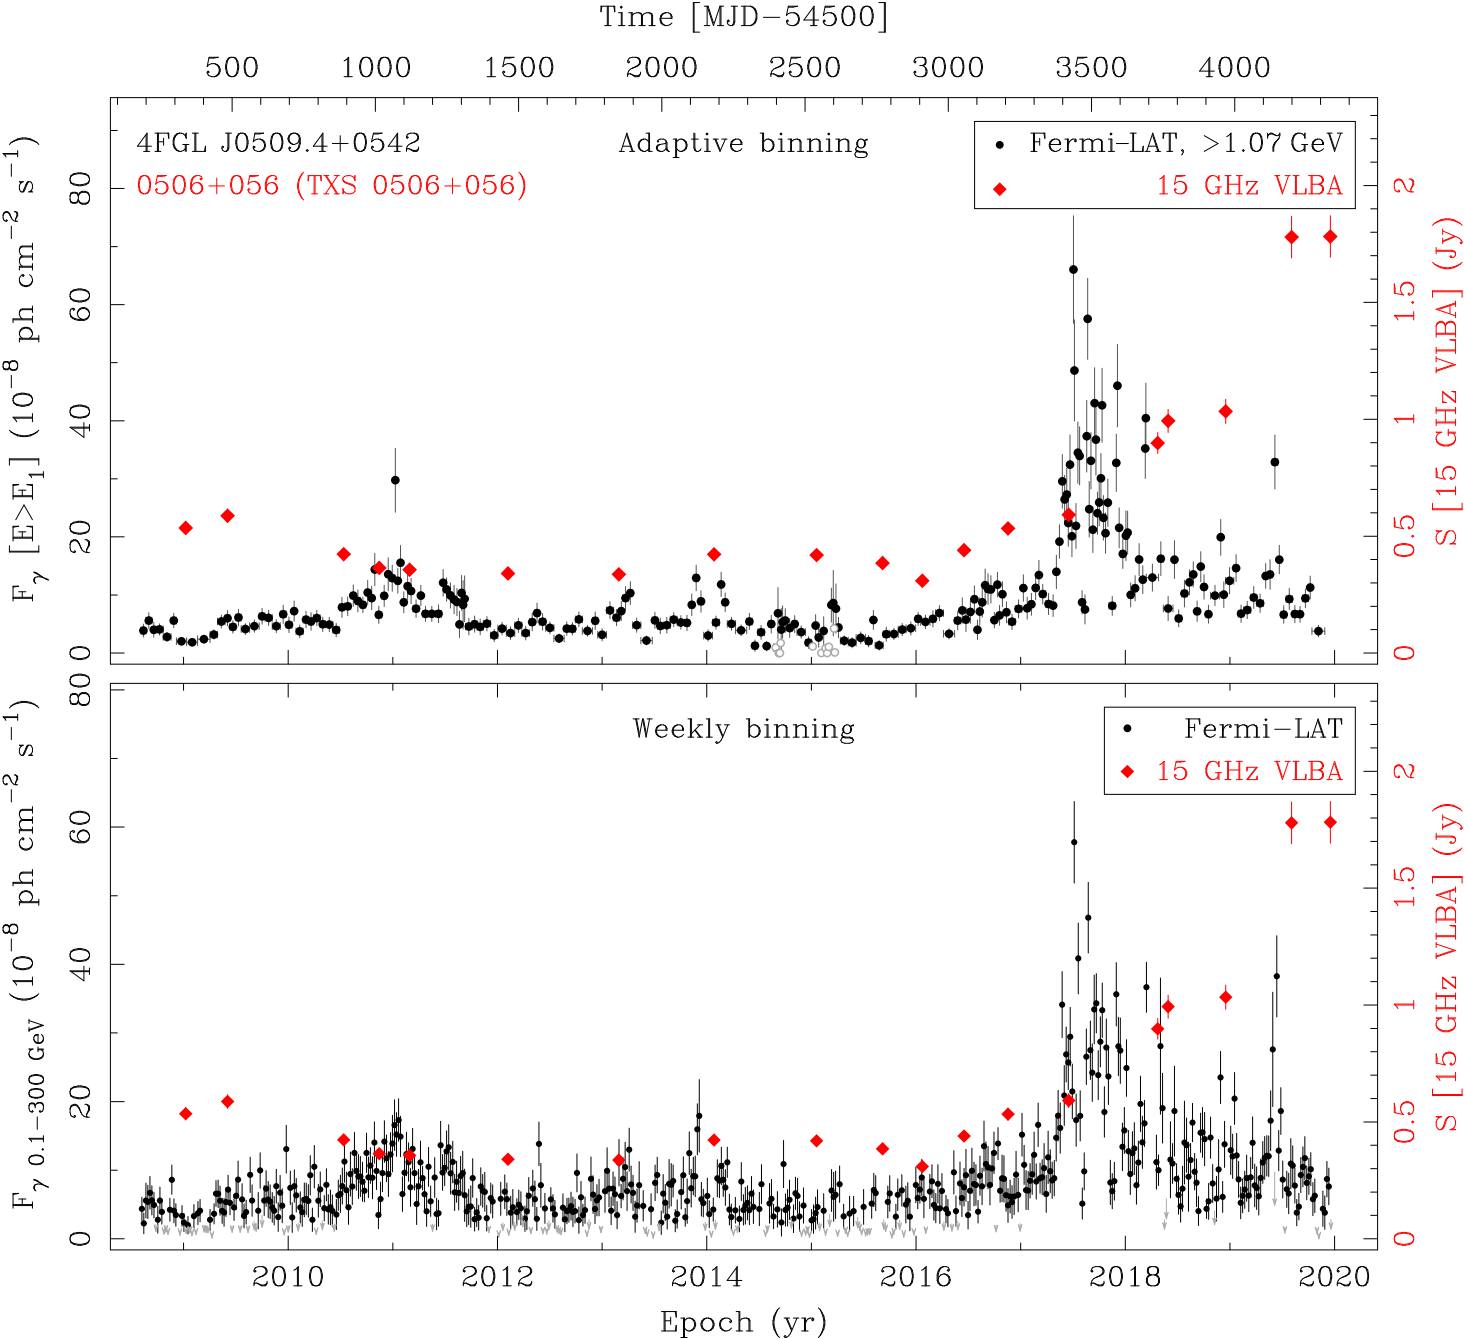 Time [MJD−54500]
500 1000 1500 2000 2500 3000 3500 4000
4FGL J0509.4+0542
0506+056 (TXS 0506+056)
Adaptive binning
Fermi−LAT, >1.07 GeV
15 GHz VLBA
F_γ [E>E_1] (10^−8 ph cm^−2 s^−1)
80
60
40
20
0
2
1.5
1
0.5
0
S [15 GHz VLBA] (Jy)
Weekly binning
Fermi−LAT
15 GHz VLBA
F_γ 0.1−300 GeV (10^−8 ph cm^−2 s^−1)
80
60
40
20
0
2
1.5
1
0.5
0
S [15 GHz VLBA] (Jy)
2010 2012 2014 2016 2018 2020
Epoch (yr)